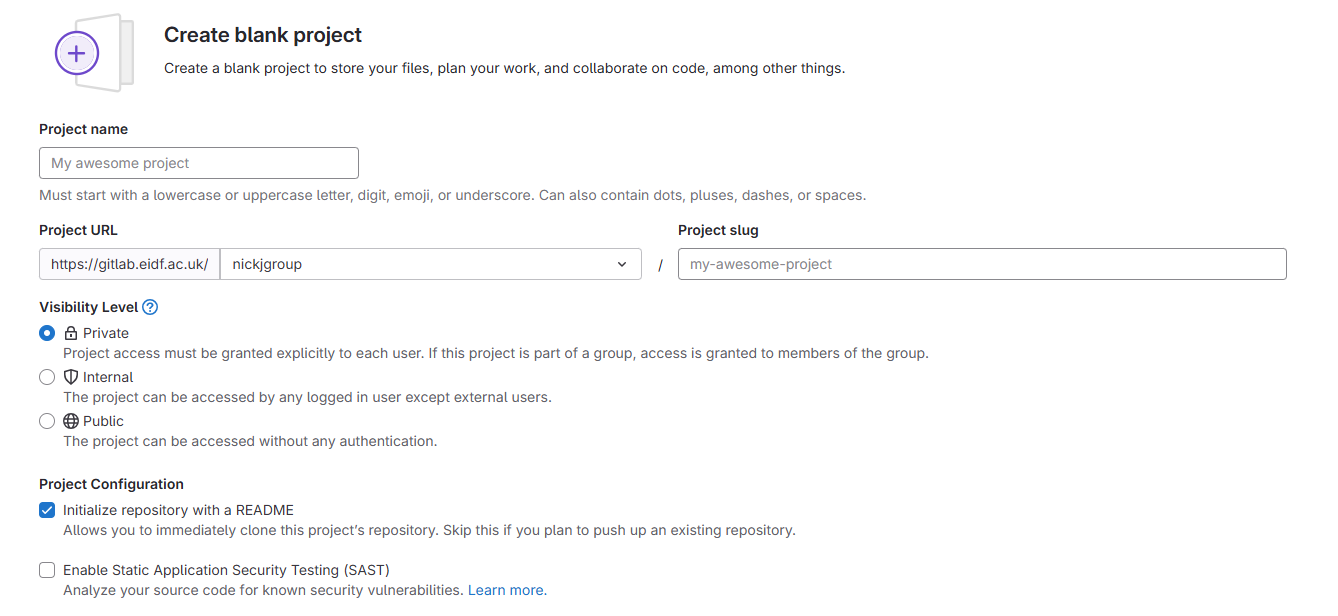 Create blank project
Create a blank project to store your files, plan your work, and collaborate on code, among other things.
Project name
My awesome project
Must start with a lowercase or uppercase letter, digit, emoji, or underscore. Can also contain dots, pluses, dashes, or spaces.
Project URL
Project slug
https://gitlab.eidf.ac.uk/ nickjgroup / my-awesome-project
Visibility Level ?
Private
Project access must be granted explicitly to each user. If this project is part of a group, access is granted to members of the group.
Internal
The project can be accessed by any logged in user except external users.
Public
The project can be accessed without any authentication.
Project Configuration
Initialize repository with a README
Allows you to immediately clone this project’s repository. Skip this if you plan to push up an existing repository.
Enable Static Application Security Testing (SAST)
Analyze your source code for known security vulnerabilities. Learn more.